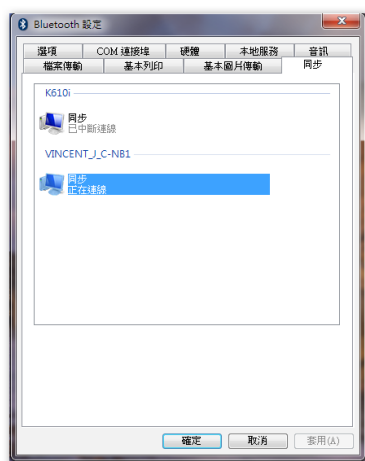 Bluetooth 設定
選項 COM 連接埠 硬體 本地服務 音訊
檔案傳輸 基本列印 基本圖片傳輸 同步
K610i
同步
已中斷連線
VINCENT_J_C-NB1
同步
正在連線
確定 取消 套用(A)